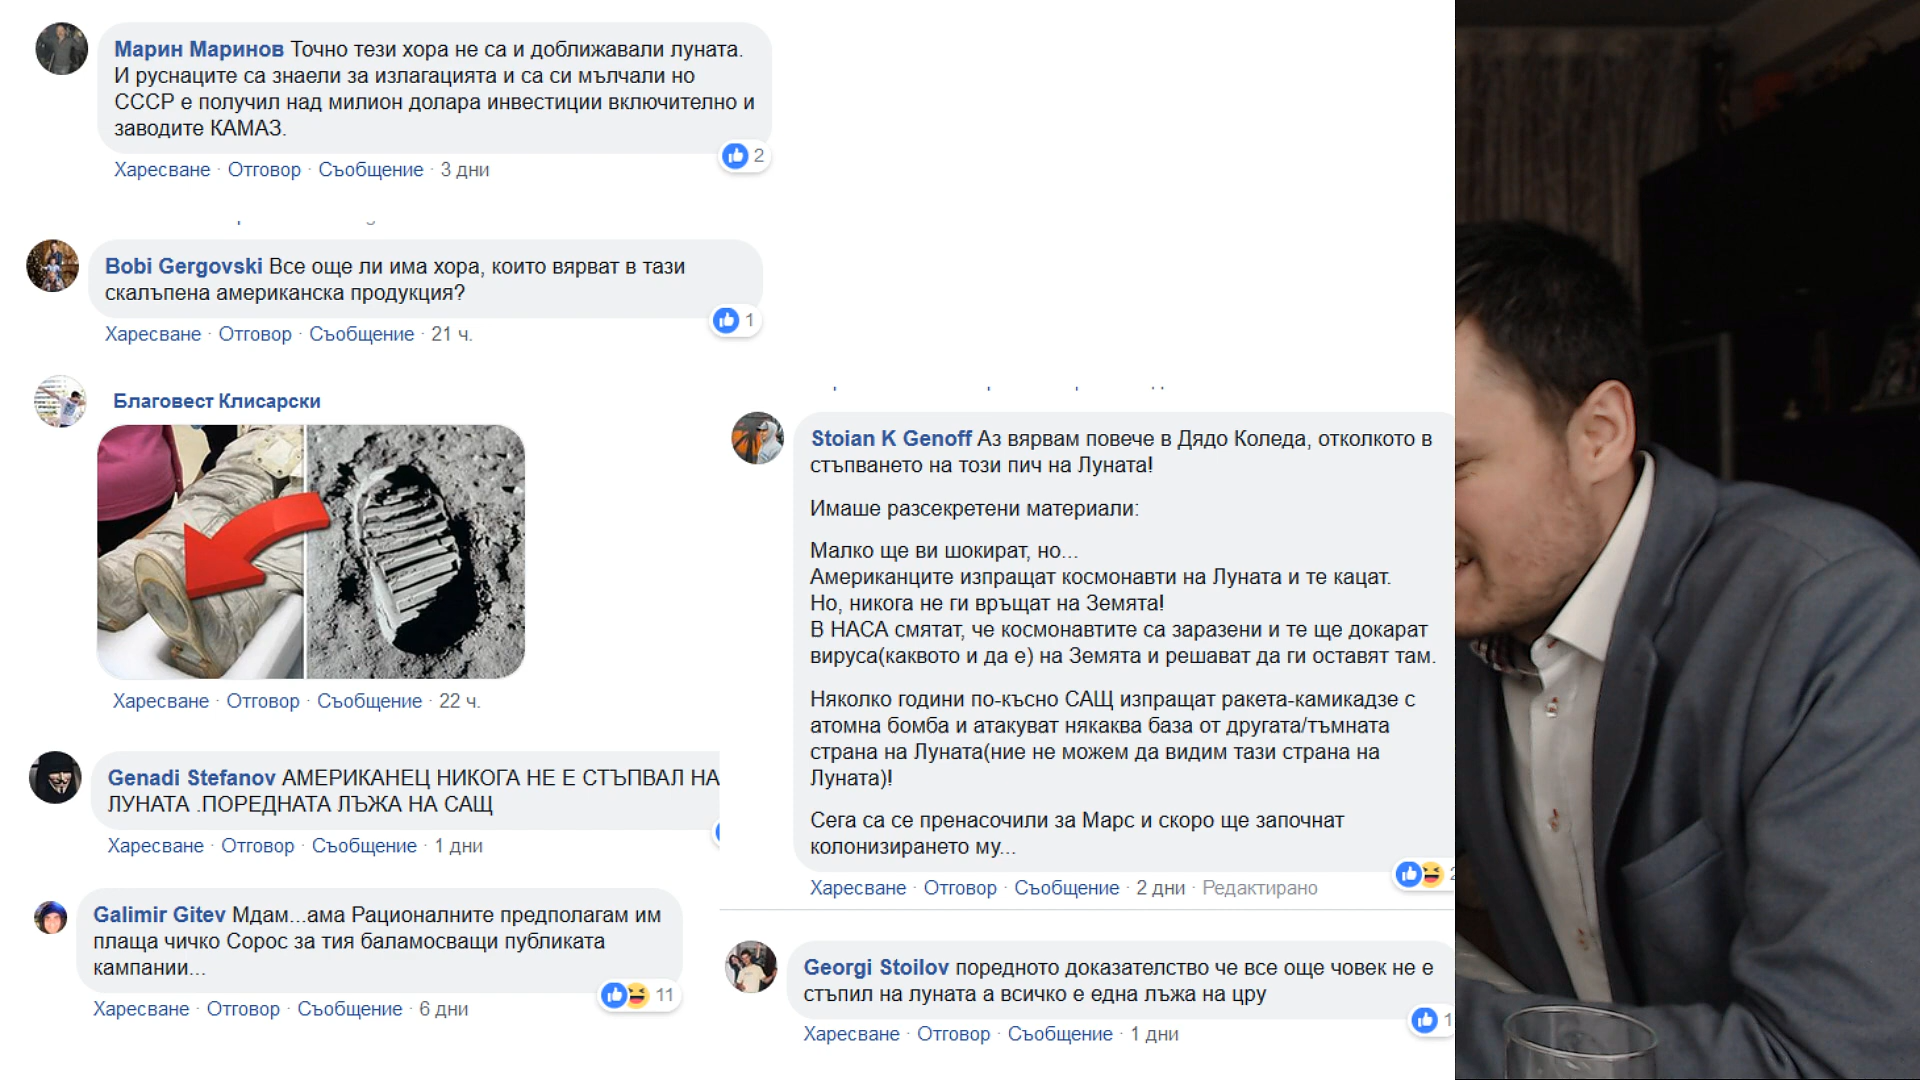 Марин Маринов Точно тези хора не са и доближавали луната.
И руснаците са знаели за излагацията и са си мълчали но
СССР е получил над милион долара инвестиции включително и
заводите КАМАЗ.
2
Харесване · Отговор · Съобщение · 3 дни
Bobi Gergovski Все още ли има хора, които вярват в тази
скалъпена американска продукция?
1
Харесване · Отговор · Съобщение · 21 ч.
Благовест Клисарски
Харесване · Отговор · Съобщение · 22 ч.
Genadi Stefanov АМЕРИКАНЕЦ НИКОГА НЕ Е СТЪПВАЛ НА
ЛУНАТА .ПОРЕДНАТА ЛЪЖА НА САЩ
Харесване · Отговор · Съобщение · 1 дни
Galimir Gitev Мдам...ама Рационалните предполагам им
плаща чичко Сорос за тия баламосващи публиката
кампании...
11
Харесване · Отговор · Съобщение · 6 дни
Stoian K Genoff Аз вярвам повече в Дядо Коледа, отколкото в
стъпването на този пич на Луната!
Имаше разсекретени материали:
Малко ще ви шокират, но...
Американците изпращат космонавти на Луната и те кацат.
Но, никога не ги връщат на Земята!
В НАСА смятат, че космонавтите са заразени и те ще докарат
вируса(каквото и да е) на Земята и решават да ги оставят там.
Няколко години по-късно САЩ изпращат ракета-камикадзе с
атомна бомба и атакуват някаква база от другата/тъмната
страна на Луната(ние не можем да видим тази страна на
Луната)!
Сега са се пренасочили за Марс и скоро ще започнат
колонизирането му...
Харесване · Отговор · Съобщение · 2 дни · Редактирано
Georgi Stoilov поредното доказателство че все още човек не е
стъпил на луната а всичко е една лъжа на цру
1
Харесване · Отговор · Съобщение · 1 дни